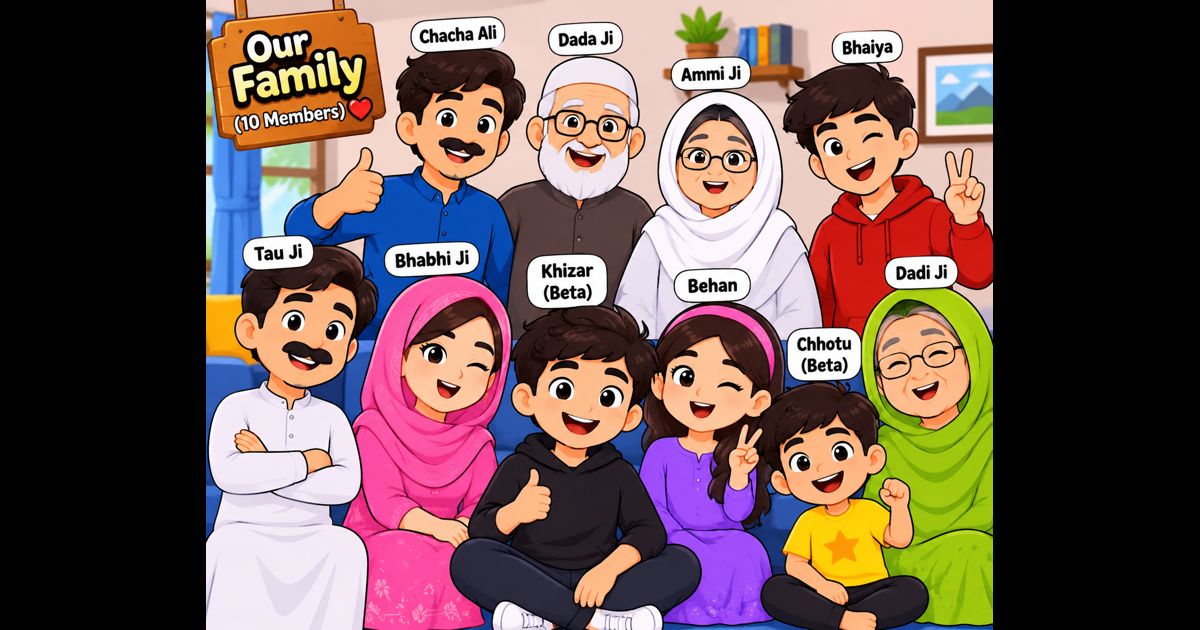 Our
Family
(10 Members)
Chacha Ali
Dada Ji
Ammi Ji
Bhaiya
Tau Ji
Bhabhi Ji
Khizar
(Beta)
Behan
Chhotu
(Beta)
Dadi Ji